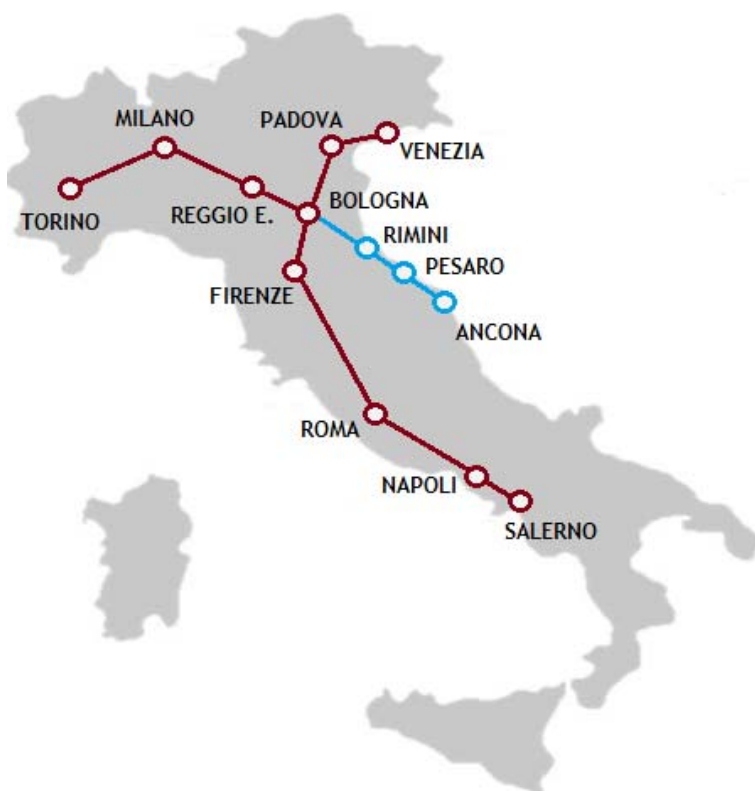 MILANO
PADOVA
VENEZIA
TORINO
REGGIO E.
BOLOGNA
RIMINI
PESARO
FIRENZE
ANCONA
ROMA
NAPOLI
SALERNO